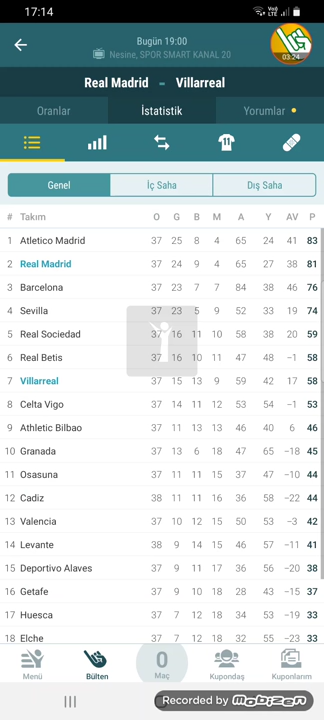 17:14
Bugün 19:00
Nesine, SPOR SMART KANAL 20
03:24
Real Madrid - Villarreal
Oranlar İstatistik Yorumlar
11
Genel İç Saha Dış Saha
# Takım O G B M A Y AV P
1 Atletico Madrid 37 25 8 4 65 24 41 83
2 Real Madrid 37 24 9 4 65 27 38 81
3 Barcelona 37 23 7 7 84 38 46 76
4 Sevilla 37 23 5 9 52 33 19 74
5 Real Sociedad 37 16 11 10 58 38 20 59
6 Real Betis 37 16 10 11 47 48 −1 58
7 Villarreal 37 15 13 9 59 42 17 58
8 Celta Vigo 37 14 11 12 53 54 −1 53
9 Athletic Bilbao 37 11 13 13 46 40 6 46
10 Granada 37 13 6 18 47 65 −18 45
11 Osasuna 37 11 11 15 37 47 −10 44
12 Cadiz 38 11 11 16 36 58 −22 44
13 Valencia 37 10 12 15 50 53 −3 42
14 Levante 38 9 14 15 46 57 −11 41
15 Deportivo Alaves 37 9 11 17 36 56 −20 38
16 Getafe 37 9 10 18 28 43 −15 37
17 Huesca 37 7 12 18 34 53 −19 33
18 Elche 37 7 12 18 32 55 −23 33
0
Menü Bülten Maç Kupondaş Kuponlarım
Recorded by MOBIZEN